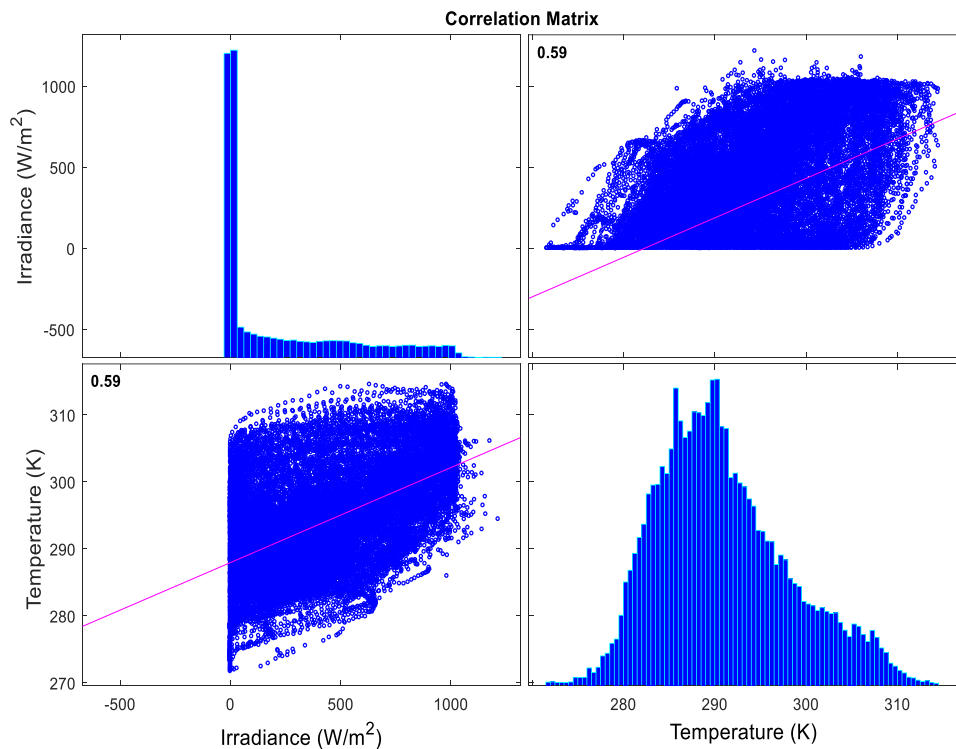 Correlation Matrix
Irradiance (W/m²)
1000
500
0
-500
0.59
Temperature (K)
310
300
290
280
270
0.59
-500 0 500 1000
Irradiance (W/m²)
280 290 300 310
Temperature (K)